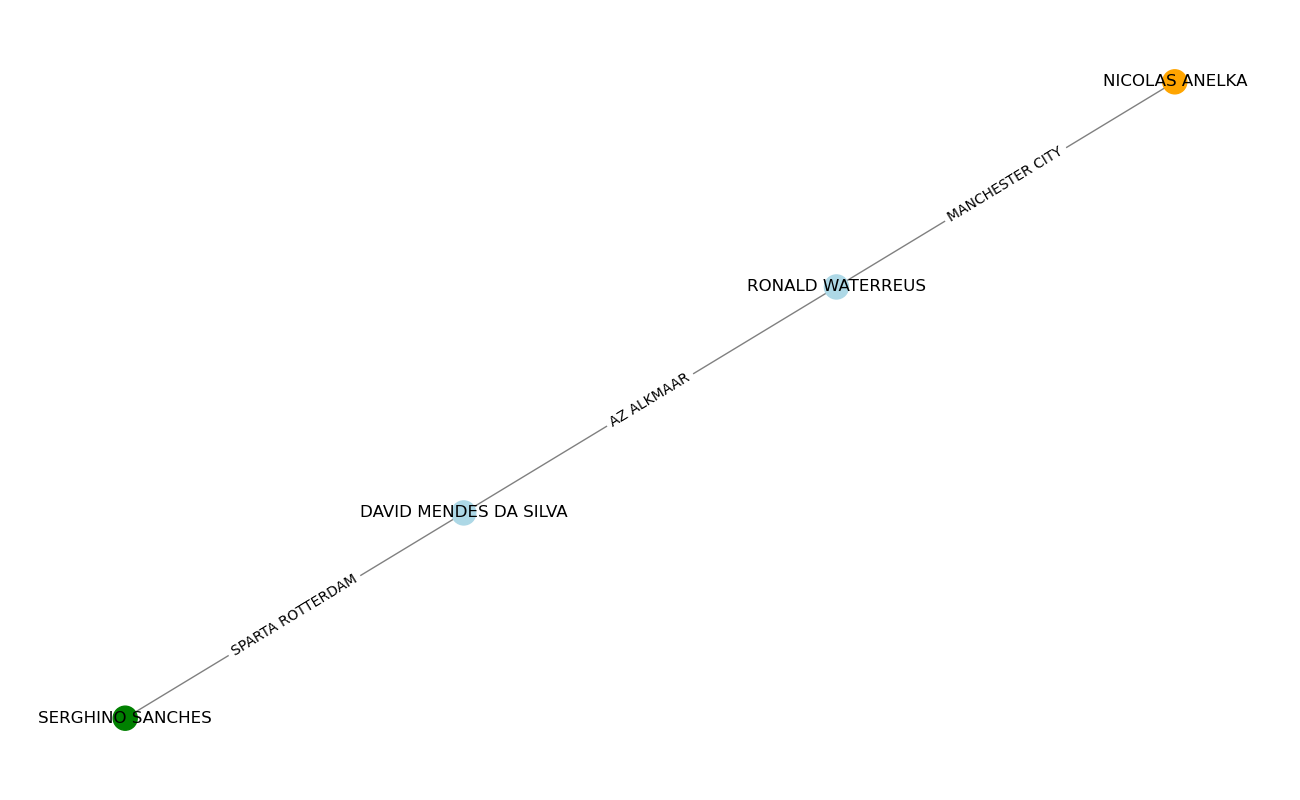 NICOLAS ANELKA
MANCHESTER CITY
RONALD WATERREUS
AZ ALKMAAR
DAVID MENDES DA SILVA
SPARTA ROTTERDAM
SERGHINO SANCHES